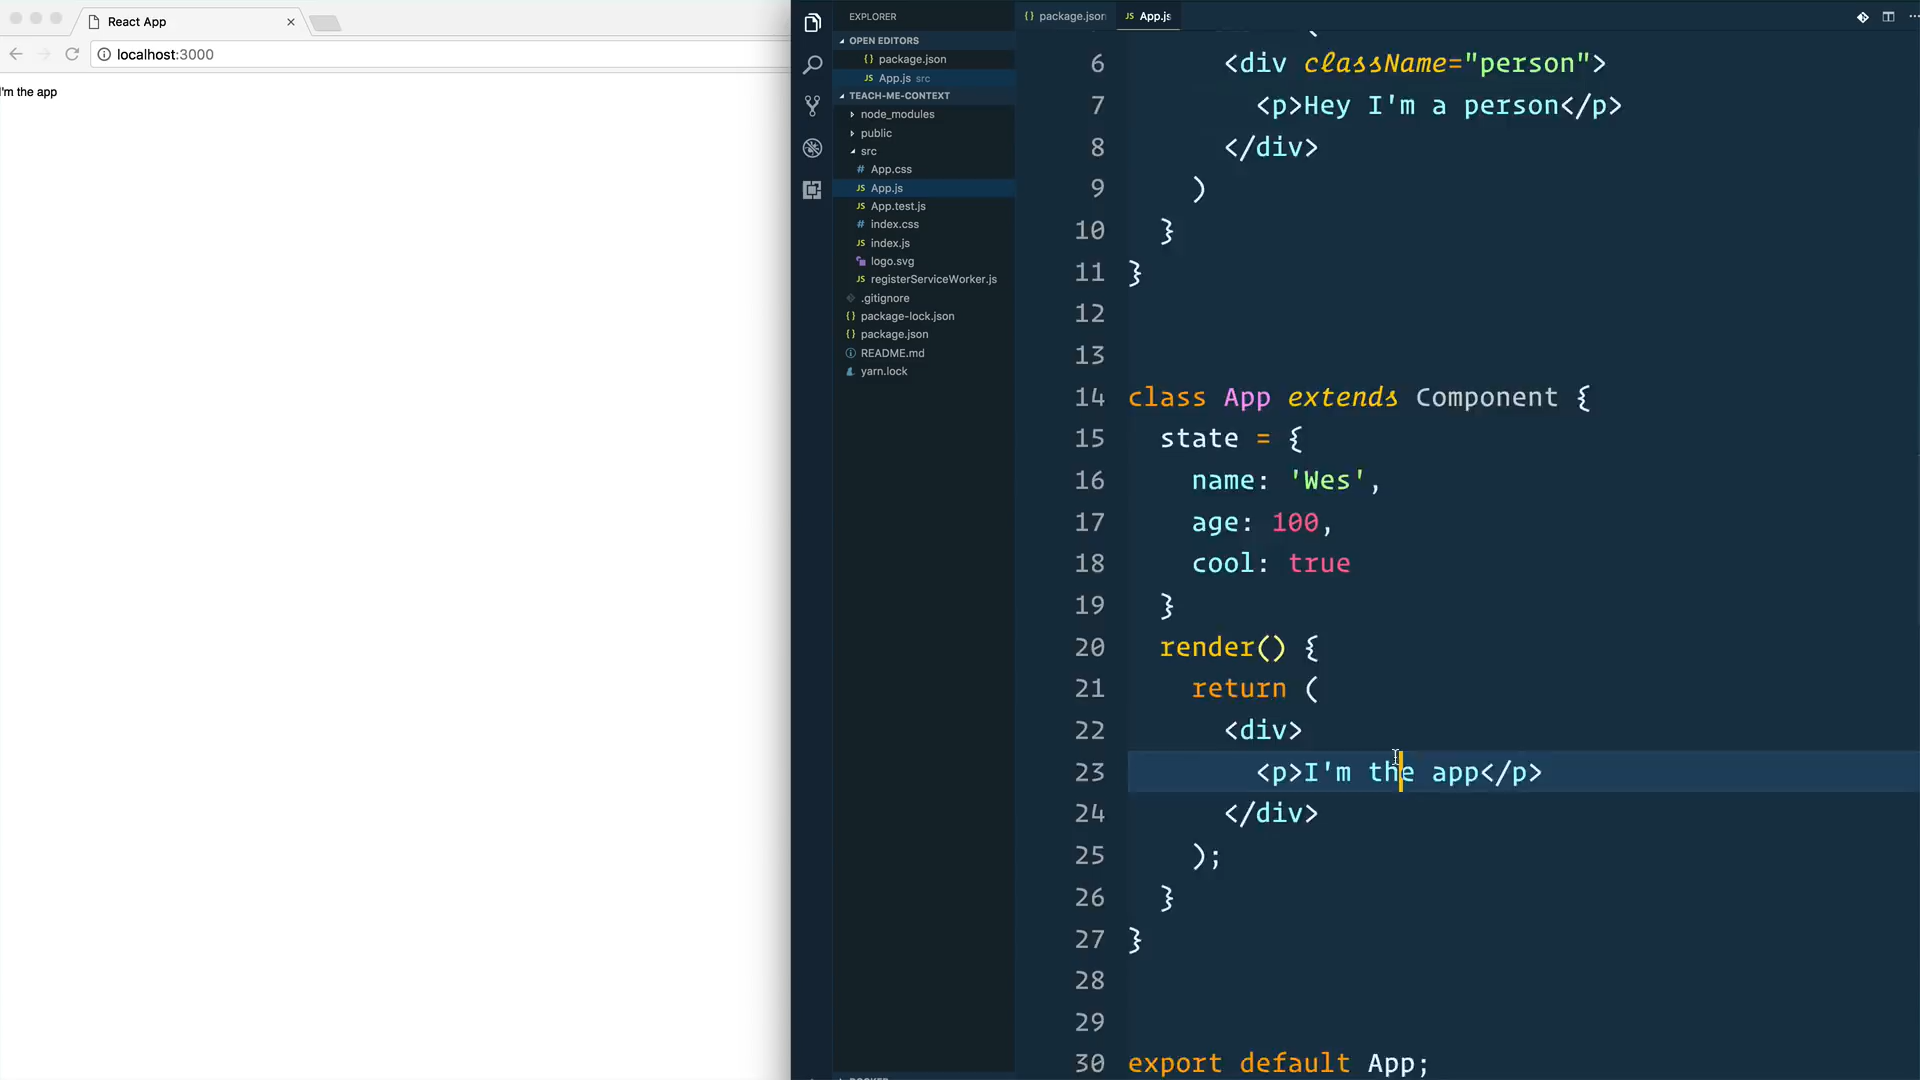 React App
localhost:3000
I'm the app
EXPLORER
OPEN EDITORS
{} package.json
JS App.js src
TEACH-ME-CONTEXT
node_modules
public
src
# App.css
JS App.js
JS App.test.js
# index.css
JS index.js
logo.svg
JS registerServiceWorker.js
.gitignore
{} package-lock.json
{} package.json
README.md
yarn.lock
{} package.json
JS App.js
6 <div className="person">
7 <p>Hey I'm a person</p>
8 </div>
9 )
10 }
11 }
12
13
14 class App extends Component {
15 state = {
16 name: 'Wes',
17 age: 100,
18 cool: true
19 }
20 render() {
21 return (
22 <div>
23 <p>I'm the app</p>
24 </div>
25 );
26 }
27 }
28
29
30 export default App;